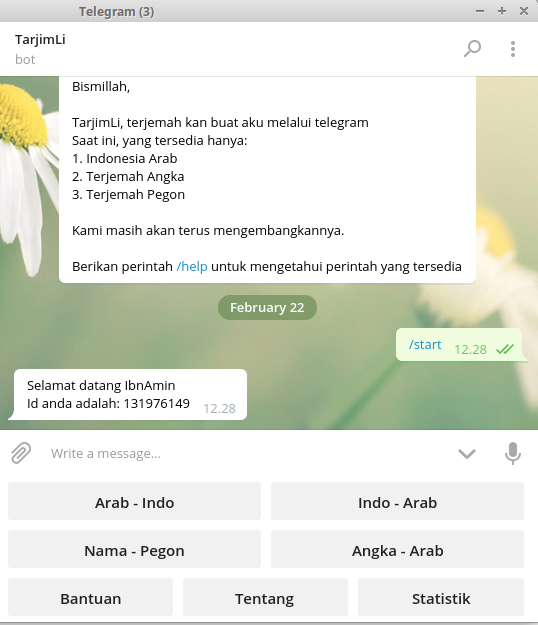 Telegram (3)
TarjimLi
bot
Bismillah,
TarjimLi, terjemah kan buat aku melalui telegram
Saat ini, yang tersedia hanya:
1. Indonesia Arab
2. Terjemah Angka
3. Terjemah Pegon
Kami masih akan terus mengembangkannya.
Berikan perintah /help untuk mengetahui perintah yang tersedia
February 22
/start 12.28
Selamat datang IbnAmin
Id anda adalah: 131976149 12.28
Write a message...
Arab - Indo Indo - Arab
Nama - Pegon Angka - Arab
Bantuan Tentang Statistik